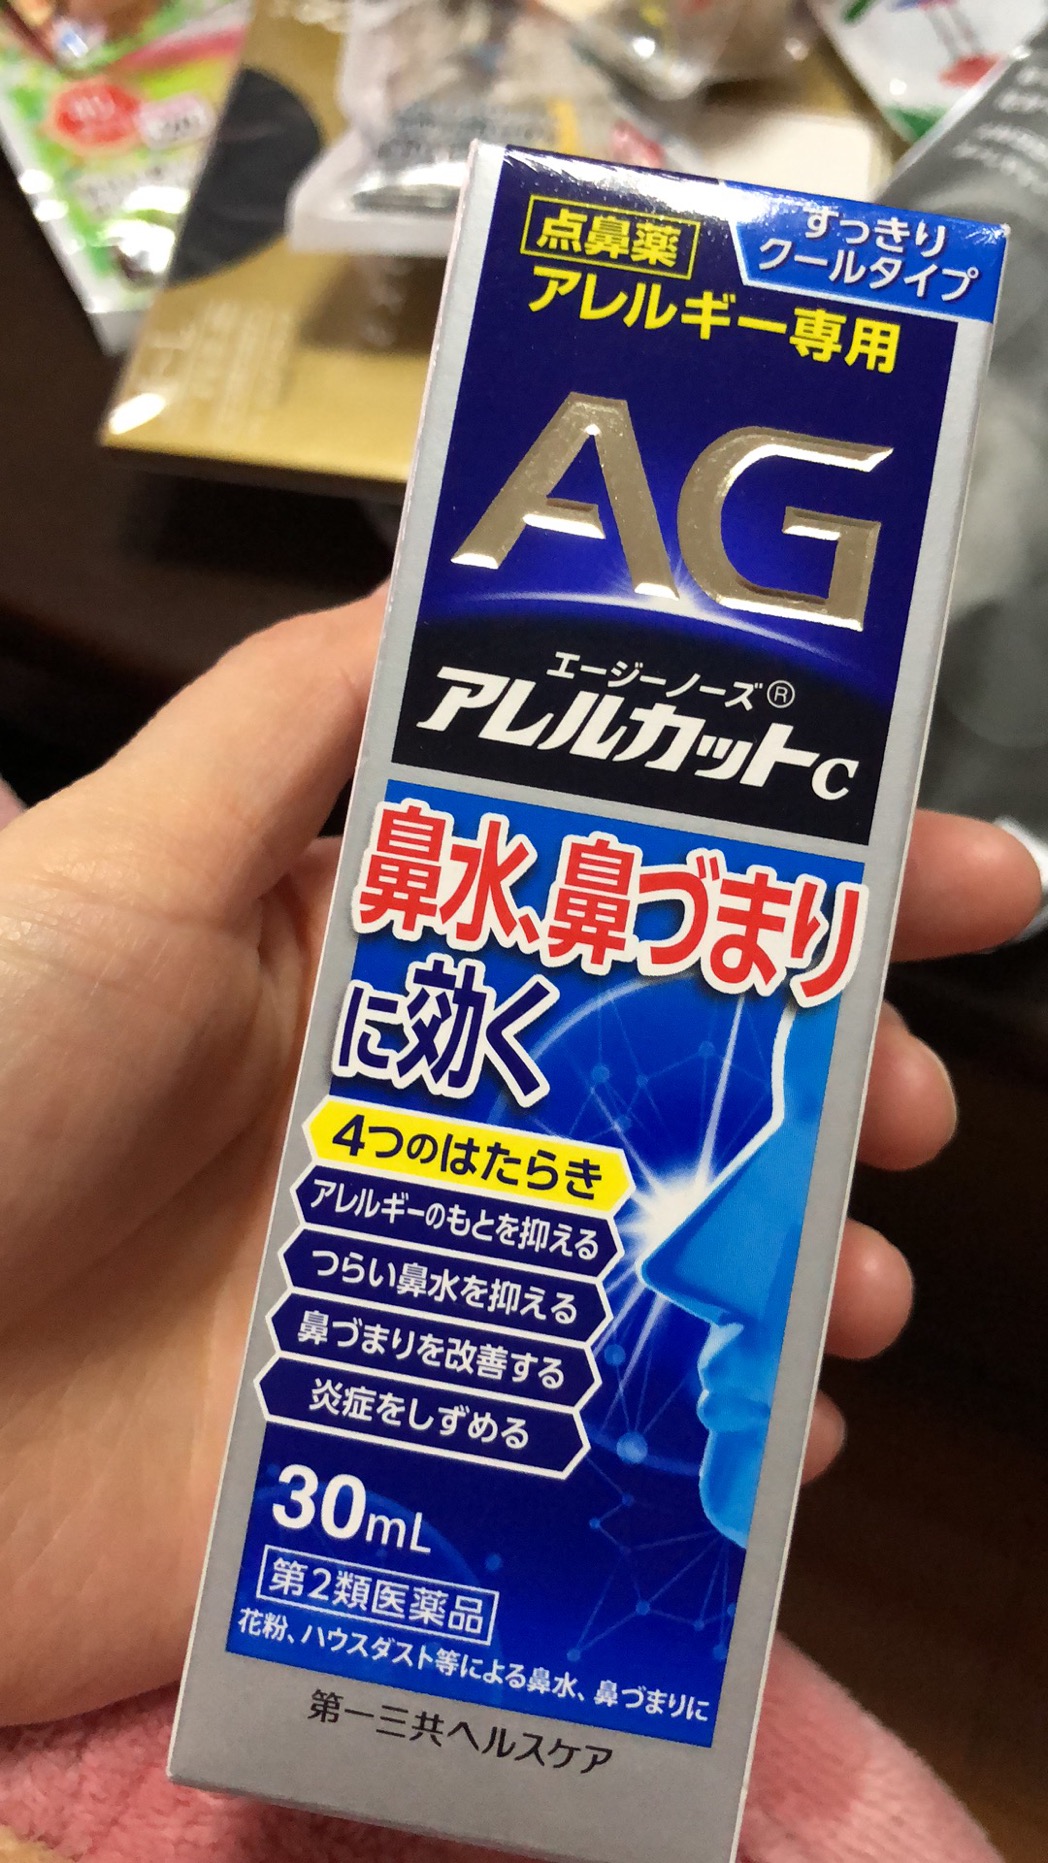 点鼻薬
すっきり
クールタイプ
アレルギー専用
AG
エージーノーズ®
アレルカットC
鼻水、鼻づまり
に効く
4つのはたらき
アレルギーのもとを抑える
つらい鼻水を抑える
鼻づまりを改善する
炎症をしずめる
30mL
第2類医薬品
花粉、ハウスダスト等による鼻水、鼻づまりに
第一三共ヘルスケア